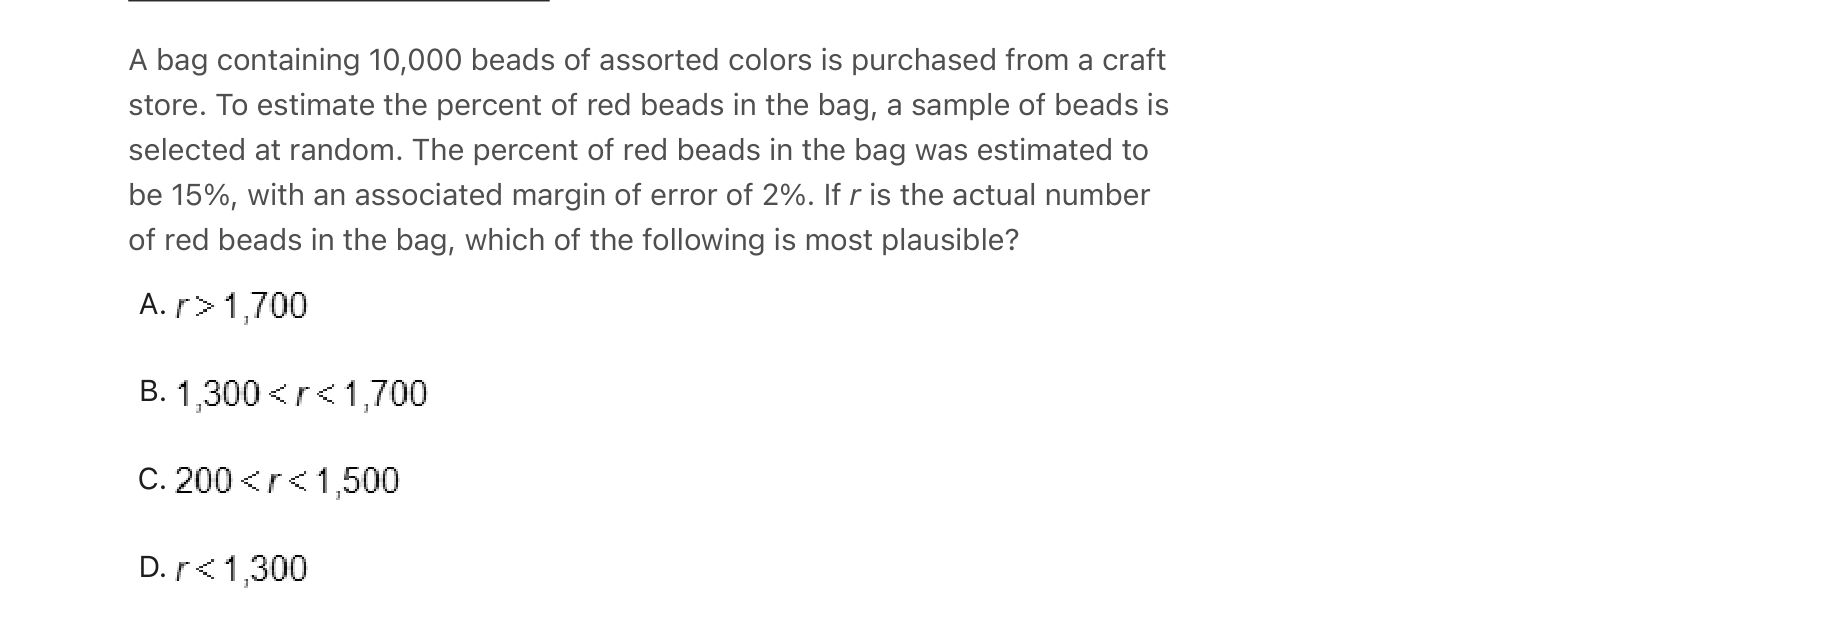 A bag containing 10,000 beads of assorted colors is purchased from a craft
store. To estimate the percent of red beads in the bag, a sample of beads is
selected at random. The percent of red beads in the bag was estimated to
be 15%, with an associated margin of error of 2%. If r is the actual number
of red beads in the bag, which of the following is most plausible?
A. r > 1,700
B. 1,300 < r < 1,700
C. 200 < r < 1,500
D. r < 1,300